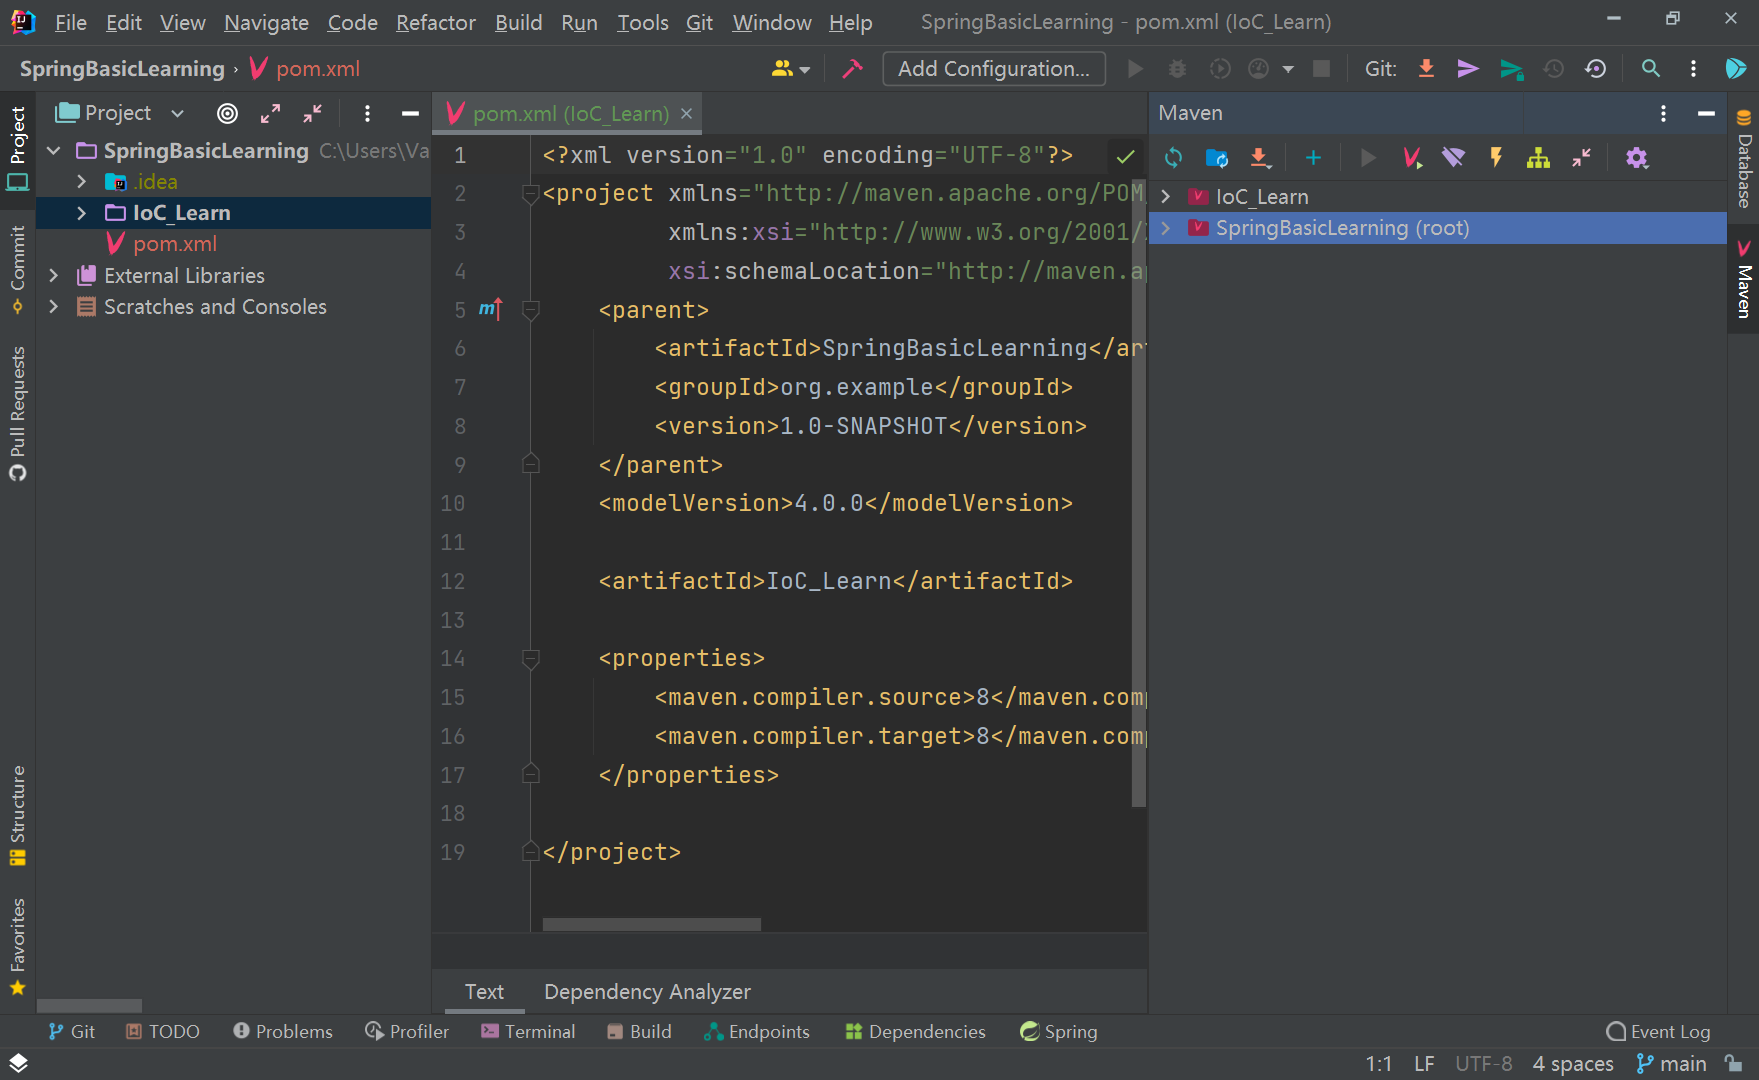 File Edit View Navigate Code Refactor Build Run Tools Git Window Help SpringBasicLearning - pom.xml (IoC_Learn)
SpringBasicLearning › pom.xml Add Configuration... Git:
Project
Commit
Pull Requests
Structure
Favorites
Project
SpringBasicLearning C:\Users\Va
.idea
IoC_Learn
pom.xml
External Libraries
Scratches and Consoles
pom.xml (IoC_Learn)
1 <?xml version="1.0" encoding="UTF-8"?>
2 <project xmlns="http://maven.apache.org/POM
3 xmlns:xsi="http://www.w3.org/2001/
4 xsi:schemaLocation="http://maven.ap
5 m <parent>
6 <artifactId>SpringBasicLearning</art
7 <groupId>org.example</groupId>
8 <version>1.0-SNAPSHOT</version>
9 </parent>
10 <modelVersion>4.0.0</modelVersion>
11
12 <artifactId>IoC_Learn</artifactId>
13
14 <properties>
15 <maven.compiler.source>8</maven.comp
16 <maven.compiler.target>8</maven.comp
17 </properties>
18
19 </project>
Text Dependency Analyzer
Maven
IoC_Learn
SpringBasicLearning (root)
Database
Maven
Git TODO Problems Profiler Terminal Build Endpoints Dependencies Spring Event Log
1:1 LF UTF-8 4 spaces main